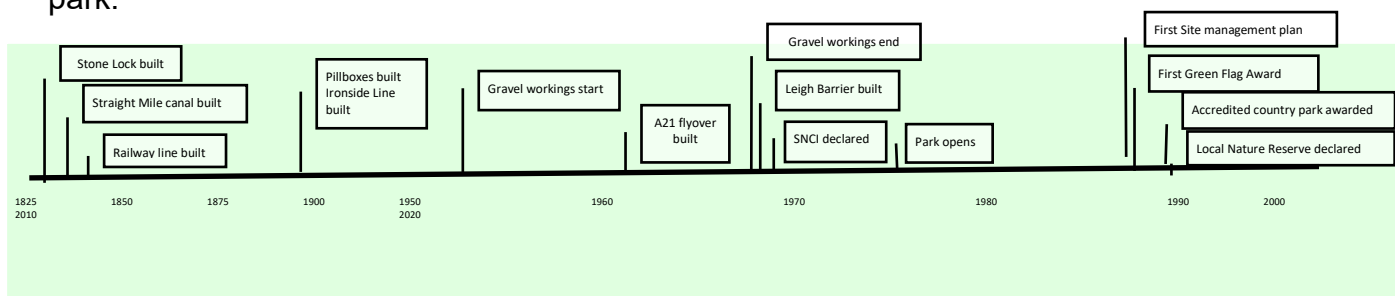 park.
Stone Lock built
Straight Mile canal built
Railway line built
Pillboxes built
Ironside Line
built
Gravel workings start
A21 flyover
built
Gravel workings end
Leigh Barrier built
SNCI declared
Park opens
First Site management plan
First Green Flag Award
Accredited country park awarded
Local Nature Reserve declared
1825 1850 1875 1900 1950 1960 1970 1980 1990 2000
2010 2020